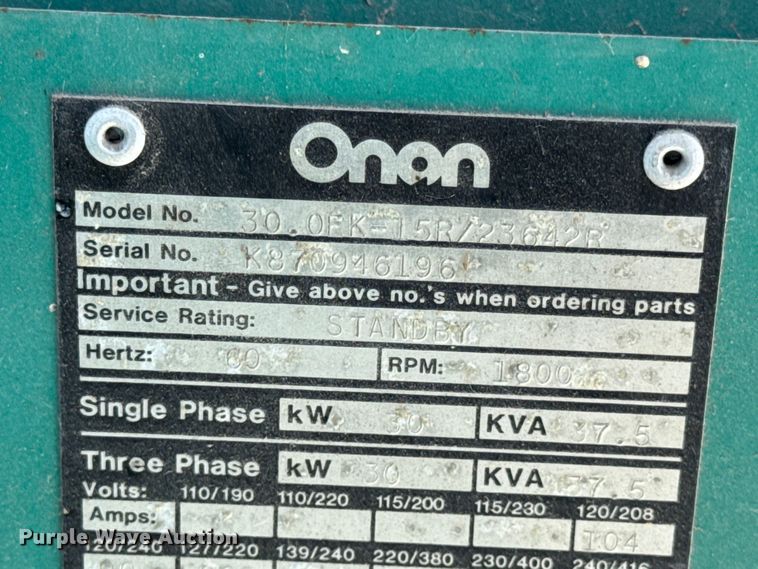 Onan
Model No. 30.0EK-15R/23642R
Serial No. K870946196
Important - Give above no.'s when ordering parts
Service Rating: STANDBY
Hertz: 60 RPM: 1800
Single Phase kW 30 KVA 37.5
Three Phase kW 30 KVA 37.5
Volts: 110/190 110/220 115/200 115/230 120/208
Amps: 104
120/240 127/220 139/240 220/380 230/400 240/416
Purple Wave Auction